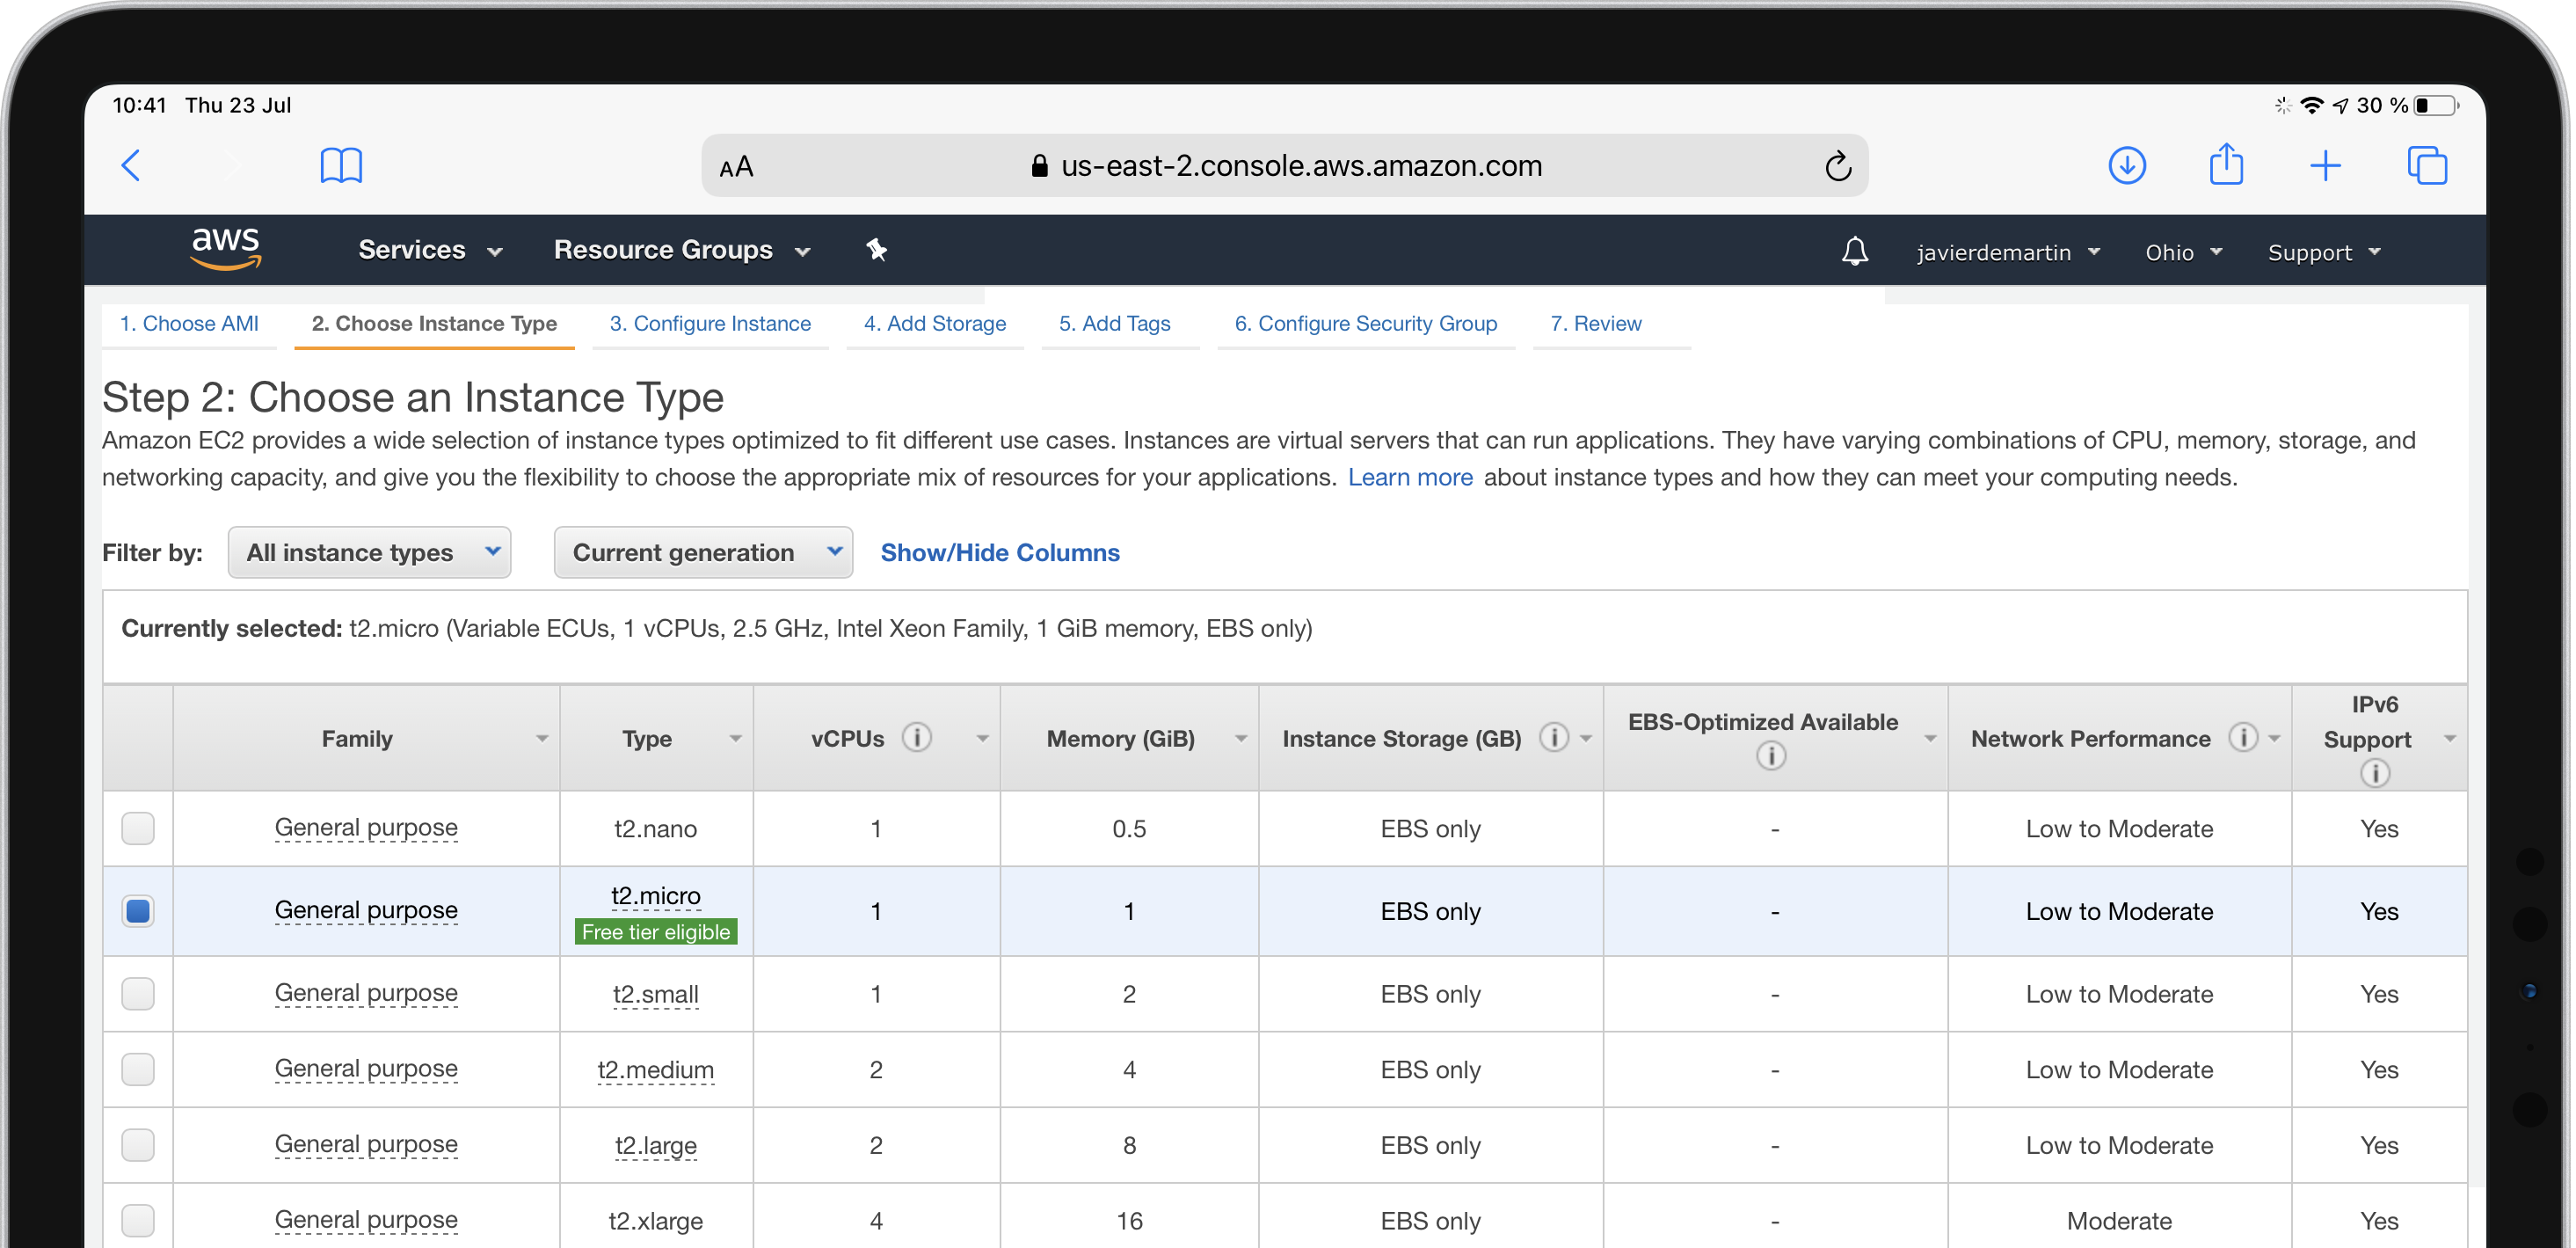 10:41 Thu 23 Jul
30 %
AA us-east-2.console.aws.amazon.com
aws Services Resource Groups javierdemartin Ohio Support
1. Choose AMI 2. Choose Instance Type 3. Configure Instance 4. Add Storage 5. Add Tags 6. Configure Security Group 7. Review
Step 2: Choose an Instance Type
Amazon EC2 provides a wide selection of instance types optimized to fit different use cases. Instances are virtual servers that can run applications. They have varying combinations of CPU, memory, storage, and
networking capacity, and give you the flexibility to choose the appropriate mix of resources for your applications. Learn more about instance types and how they can meet your computing needs.
Filter by: All instance types Current generation Show/Hide Columns
Currently selected: t2.micro (Variable ECUs, 1 vCPUs, 2.5 GHz, Intel Xeon Family, 1 GiB memory, EBS only)
Family Type vCPUs i Memory (GiB) Instance Storage (GB) i EBS-Optimized Available i Network Performance i IPv6 Support i
General purpose t2.nano 1 0.5 EBS only - Low to Moderate Yes
General purpose t2.micro Free tier eligible 1 1 EBS only - Low to Moderate Yes
General purpose t2.small 1 2 EBS only - Low to Moderate Yes
General purpose t2.medium 2 4 EBS only - Low to Moderate Yes
General purpose t2.large 2 8 EBS only - Low to Moderate Yes
General purpose t2.xlarge 4 16 EBS only - Moderate Yes